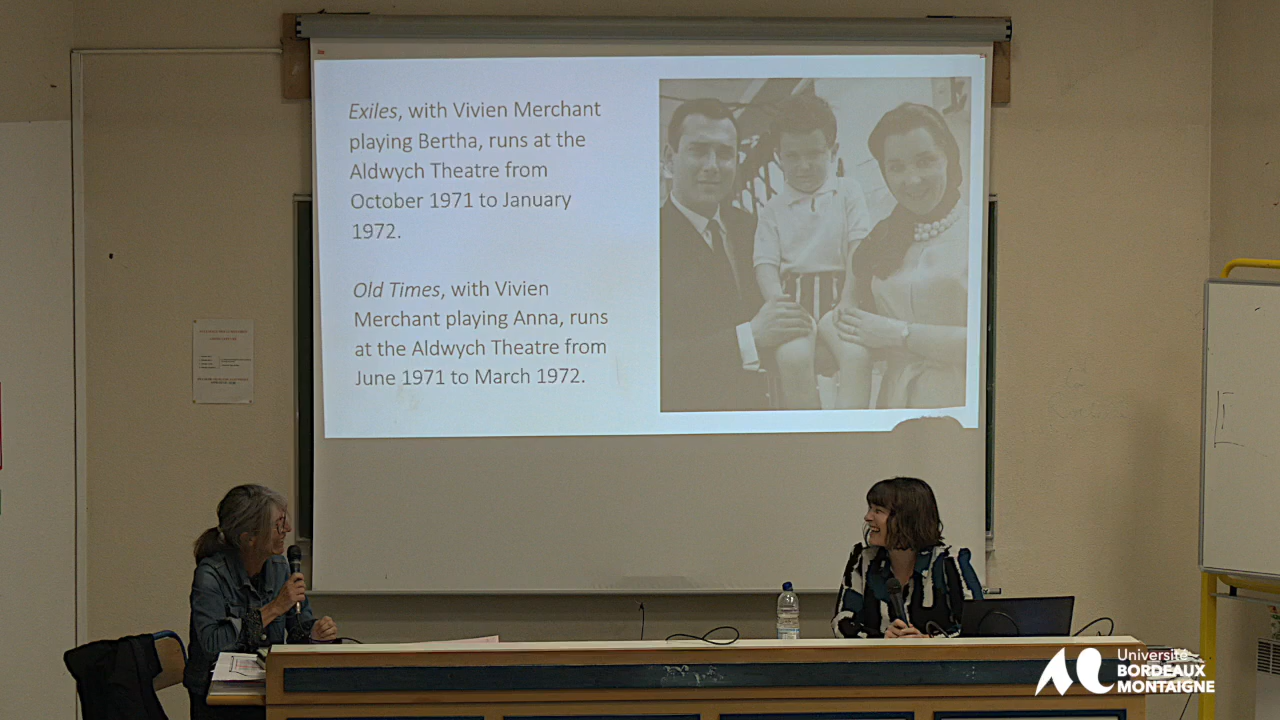 Exiles, with Vivien Merchant
playing Bertha, runs at the
Aldwych Theatre from
October 1971 to January
1972.
Old Times, with Vivien
Merchant playing Anna, runs
at the Aldwych Theatre from
June 1971 to March 1972.
Université
BORDEAUX
MONTAIGNE